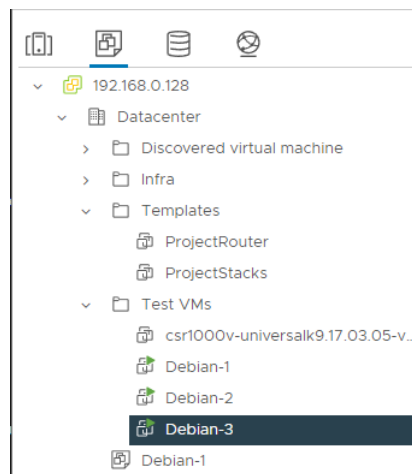 192.168.0.128
Datacenter
Discovered virtual machine
Infra
Templates
ProjectRouter
ProjectStacks
Test VMs
csr1000v-universalk9.17.03.05-v...
Debian-1
Debian-2
Debian-3
Debian-1